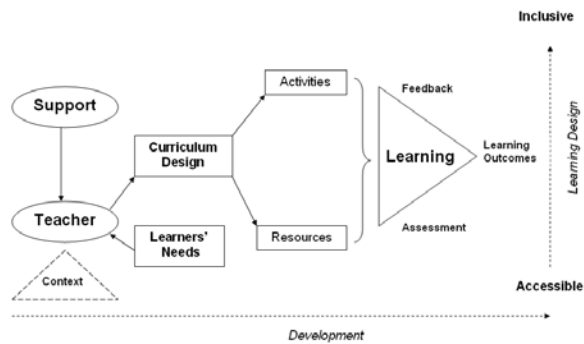 Inclusive
Activities
Feedback
Support
Curriculum
Design
Learning
Learning
Outcomes
Learning Design
Teacher
Learners'
Needs
Resources
Assessment
Context
Accessible
Development